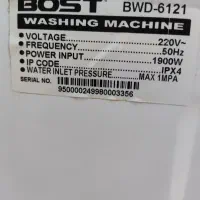 BOST BWD-6121
WASHING MACHINE
• VOLTAGE 220V~
• FREQUENCY 50Hz
• POWER INPUT 1900W
• IP CODE IPX4
• WATER INLET PRESSURE MAX 1MPA
SERIAL NO.
950000249980003356